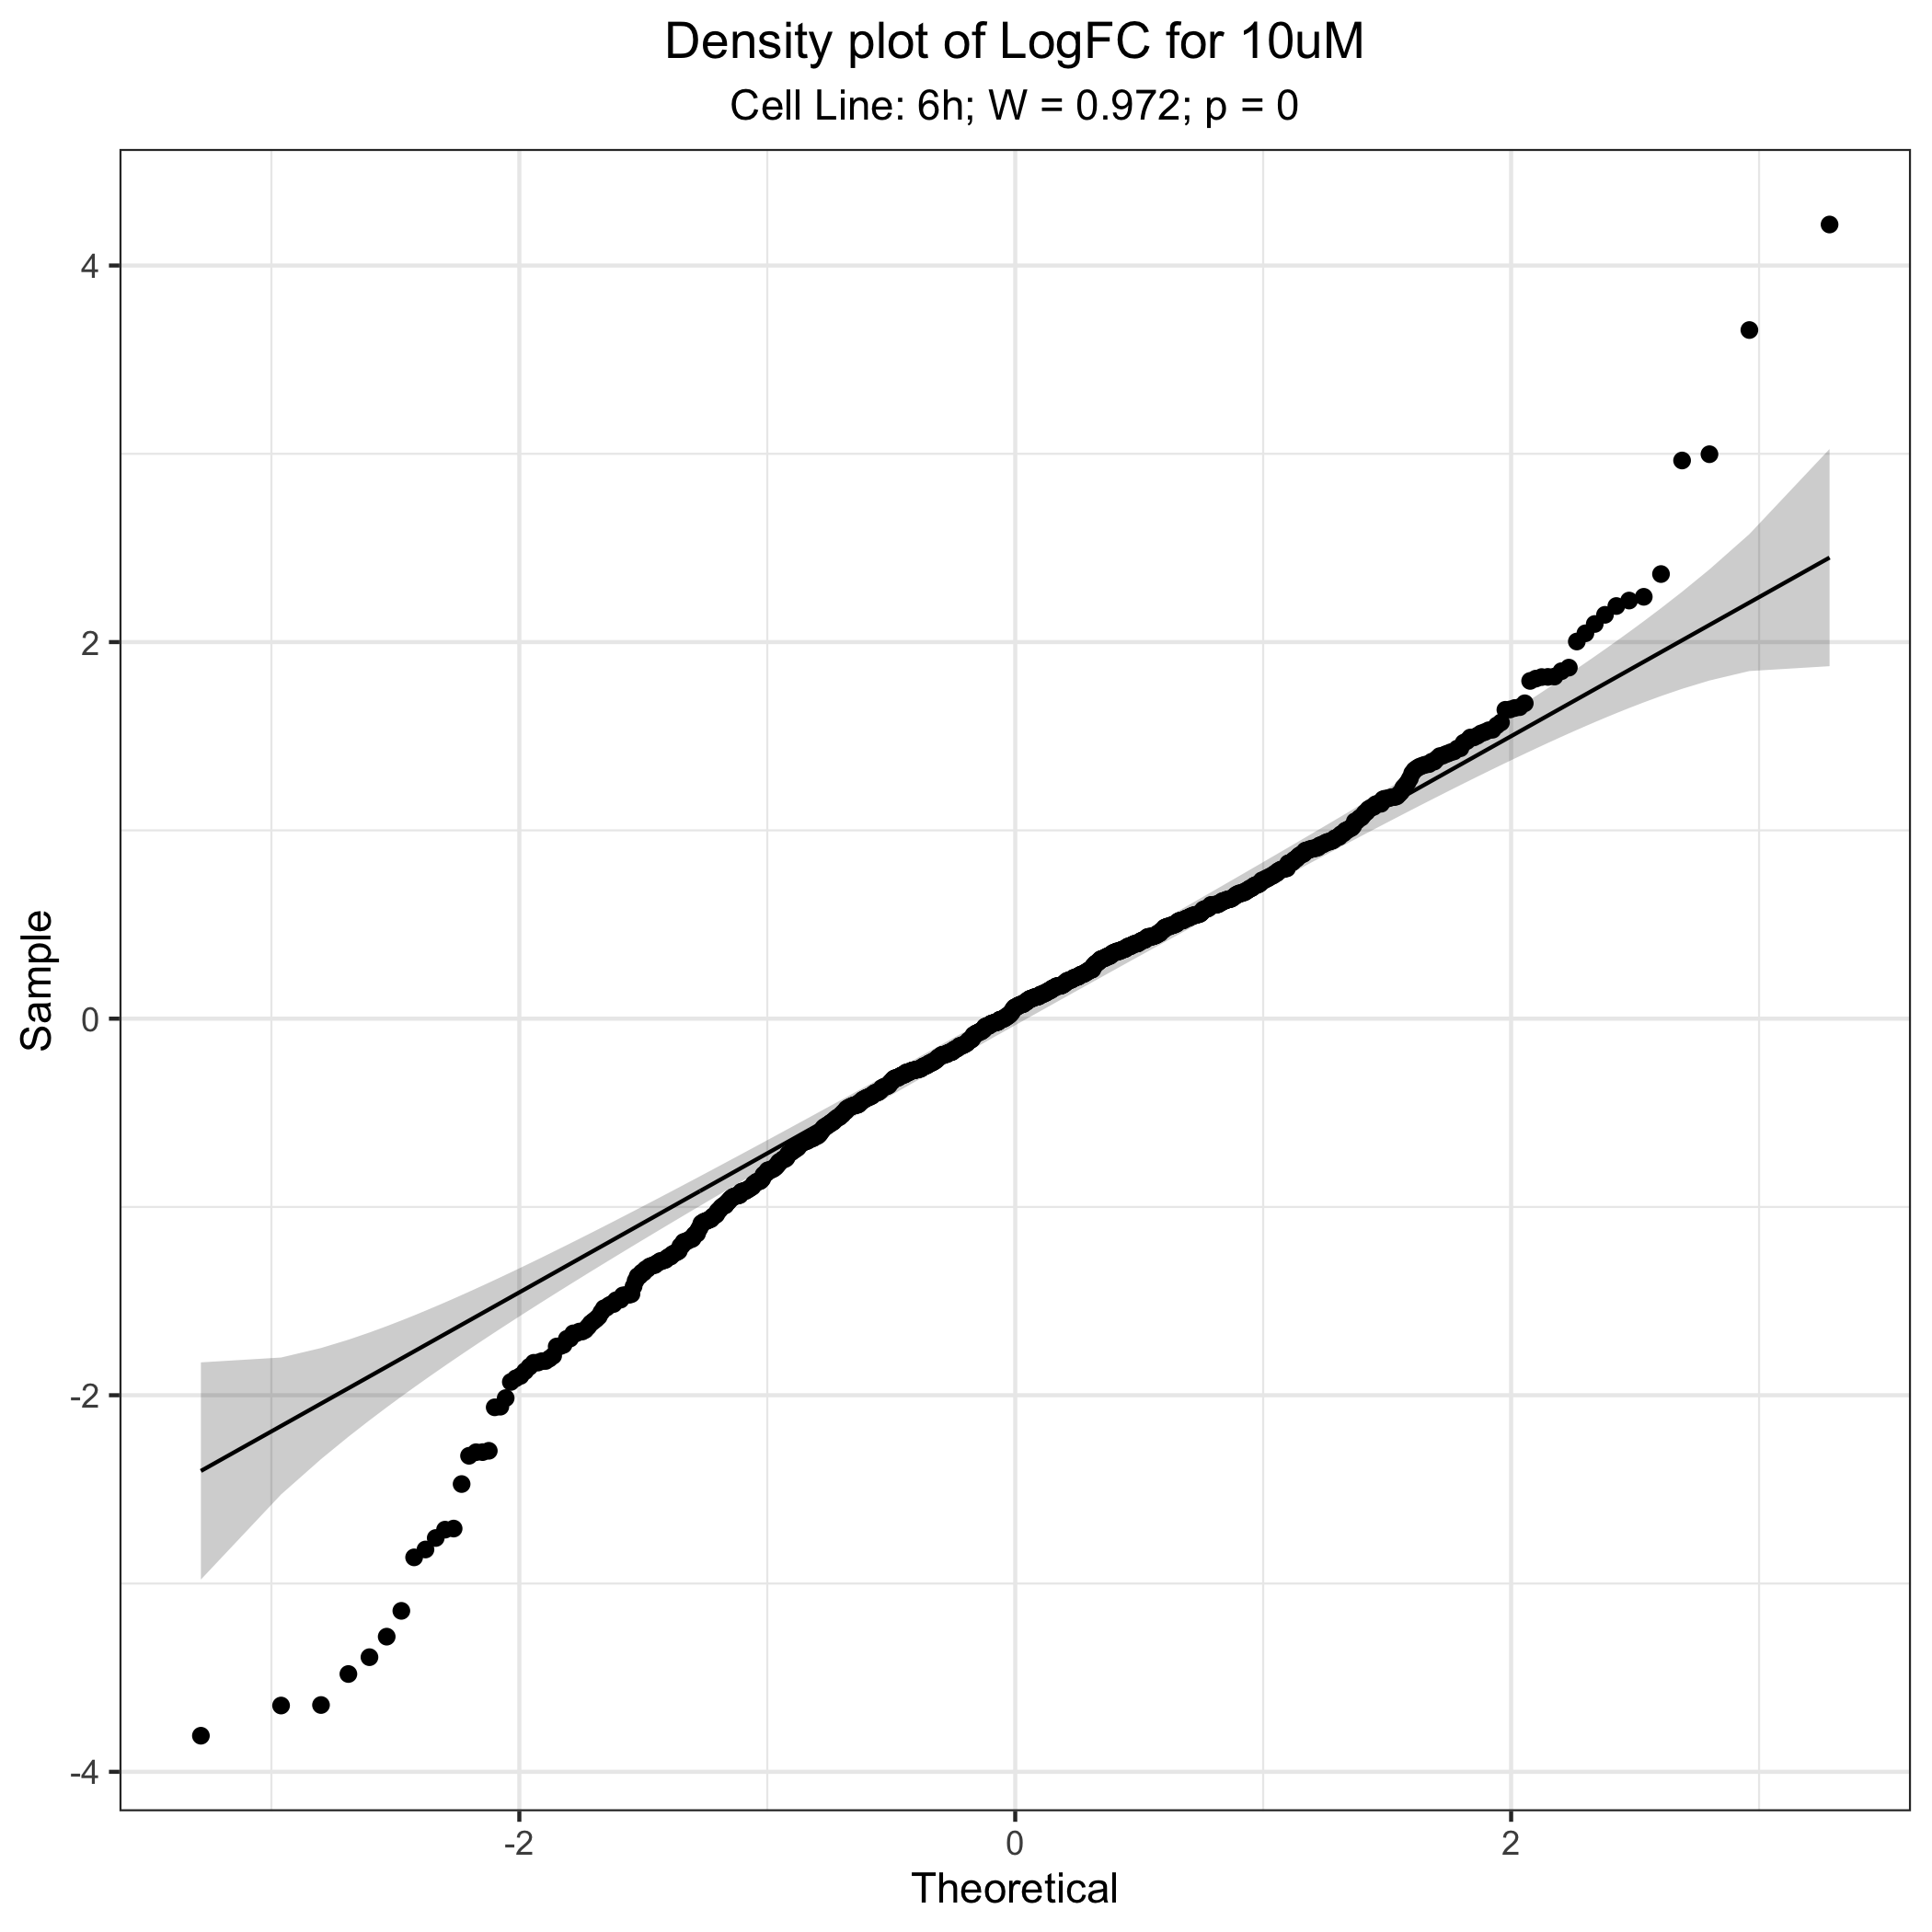 Density plot of LogFC for 10uM
Cell Line: 6h; W = 0.972; p = 0
4
2
0
-2
-4
Sample
-2
0
2
Theoretical